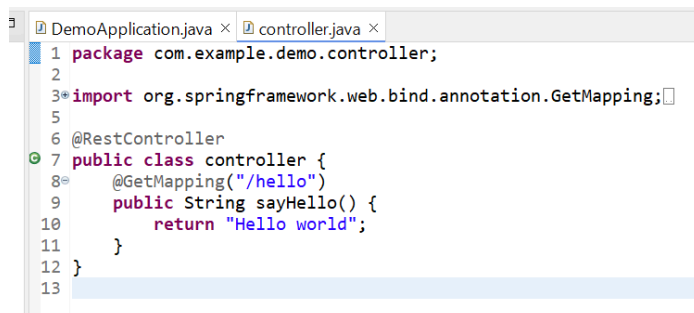 DemoApplication.java × controller.java ×
1 package com.example.demo.controller;
2
3 import org.springframework.web.bind.annotation.GetMapping;
5
6 @RestController
7 public class controller {
8 @GetMapping("/hello")
9 public String sayHello() {
10 return "Hello world";
11 }
12 }
13